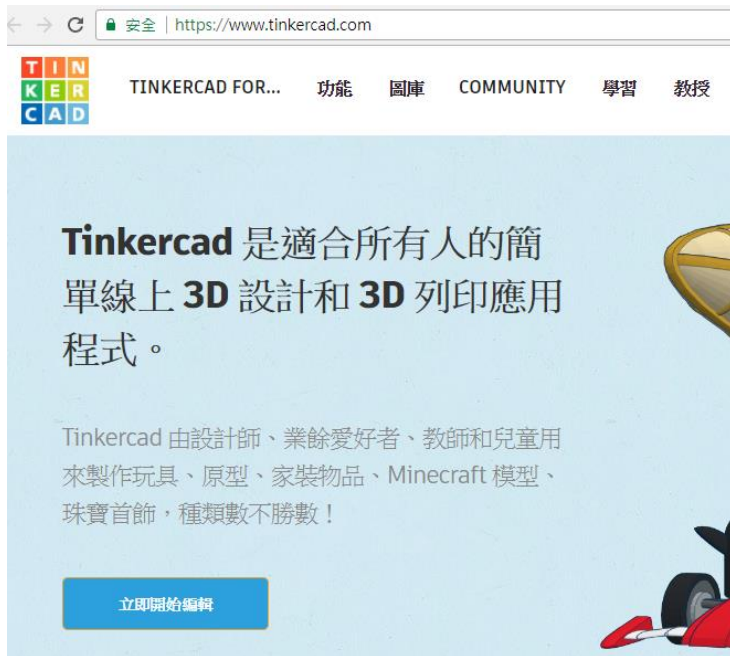 安全 | https://www.tinkercad.com
TIN
KER
CAD
TINKERCAD FOR... 功能 圖庫 COMMUNITY 學習 教授
Tinkercad 是適合所有人的簡
單線上 3D 設計和 3D 列印應用
程式。
Tinkercad 由設計師、業餘愛好者、教師和兒童用
來製作玩具、原型、家裝物品、Minecraft 模型、
珠寶首飾，種類數不勝數！
立即開始編輯